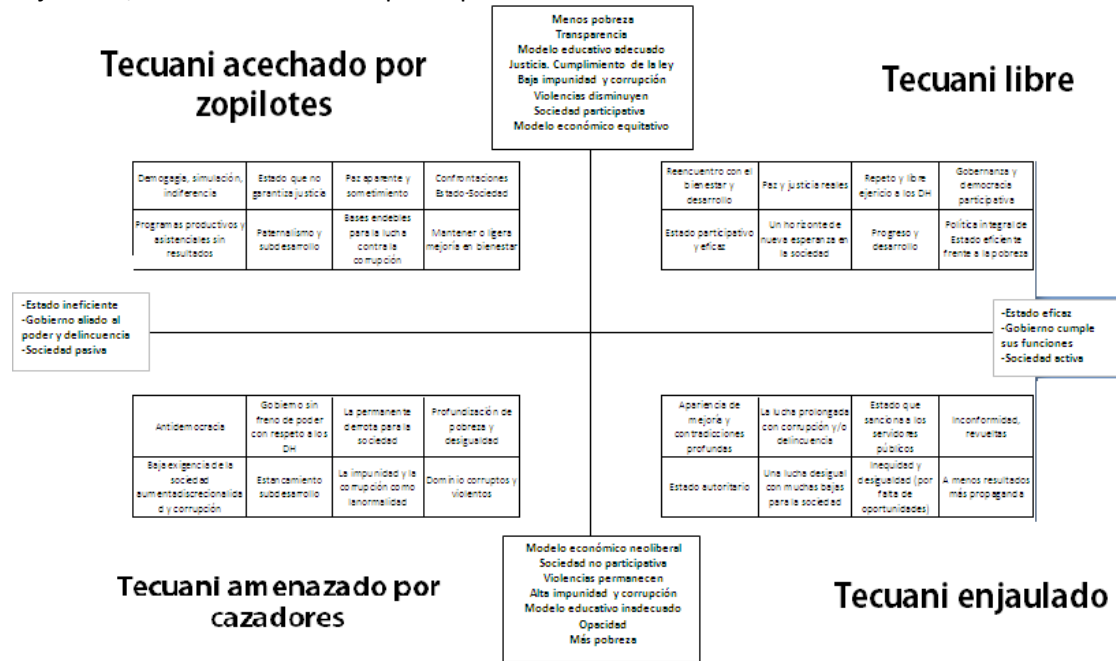 Menos pobreza
Transparencia
Modelo educativo adecuado
Justicia. Cumplimiento de la ley
Baja impunidad y corrupción
Violencias disminuyen
Sociedad participativa
Modelo económico equitativo
Tecuani acechado por
zopilotes
Tecuani libre
Demogagia, simulación,
indiferencia
Estado que no
garantiza justicia
Paz aparente y
sometimiento
Confrontaciones
Estado-Sociedad
Programas productivos y
asistenciales sin
resultados
Paternalismo y
subdesarrollo
Bases endebles
para la lucha
contra la
corrupción
Mantener o ligera
mejoría en bienestar
Reencuentro con el
bienestar y
desarrollo
Paz y justicia reales
Repeto y libre
ejercicio a los DH
Gobernanza y
democracia
participativa
Estado participativo
y eficaz
Un horizonte de
nueva esperanza en
la sociedad
Progreso y
desarrollo
Política integral de
Estado eficiente
frente a la pobreza
-Estado ineficiente
-Gobierno aliado al
poder y delincuencia
-Sociedad pasiva
-Estado eficaz
-Gobierno cumple
sus funciones
-Sociedad activa
Antidemocracia
Gobierno sin
freno de poder
con respeto a los
DH
La permanente
derrota para la
sociedad
Profundización de
pobreza y
desigualdad
Baja exigencia de la
sociedad
aumentadiscrecionalida
d y corrupción
Estancamiento
subdesarrollo
La impunidad y la
corrupción como
lanormalidad
Dominio corruptos y
violentos
Apariencia de
mejoría y
contradicciones
profundas
La lucha prolongada
con corrupción y/o
delincuencia
Estado que
sanciona a los
servidores
públicos
Inconformidad,
revueltas
Estado autoritario
Una lucha desigual
con muchas bajas
para la sociedad
Inequidad y
desigualdad (por
falta de
oportunidades)
A menos resultados
más propaganda
Tecuani amenazado por
cazadores
Modelo económico neoliberal
Sociedad no participativa
Violencias permanecen
Alta impunidad y corrupción
Modelo educativo inadecuado
Opacidad
Más pobreza
Tecuani enjaulado